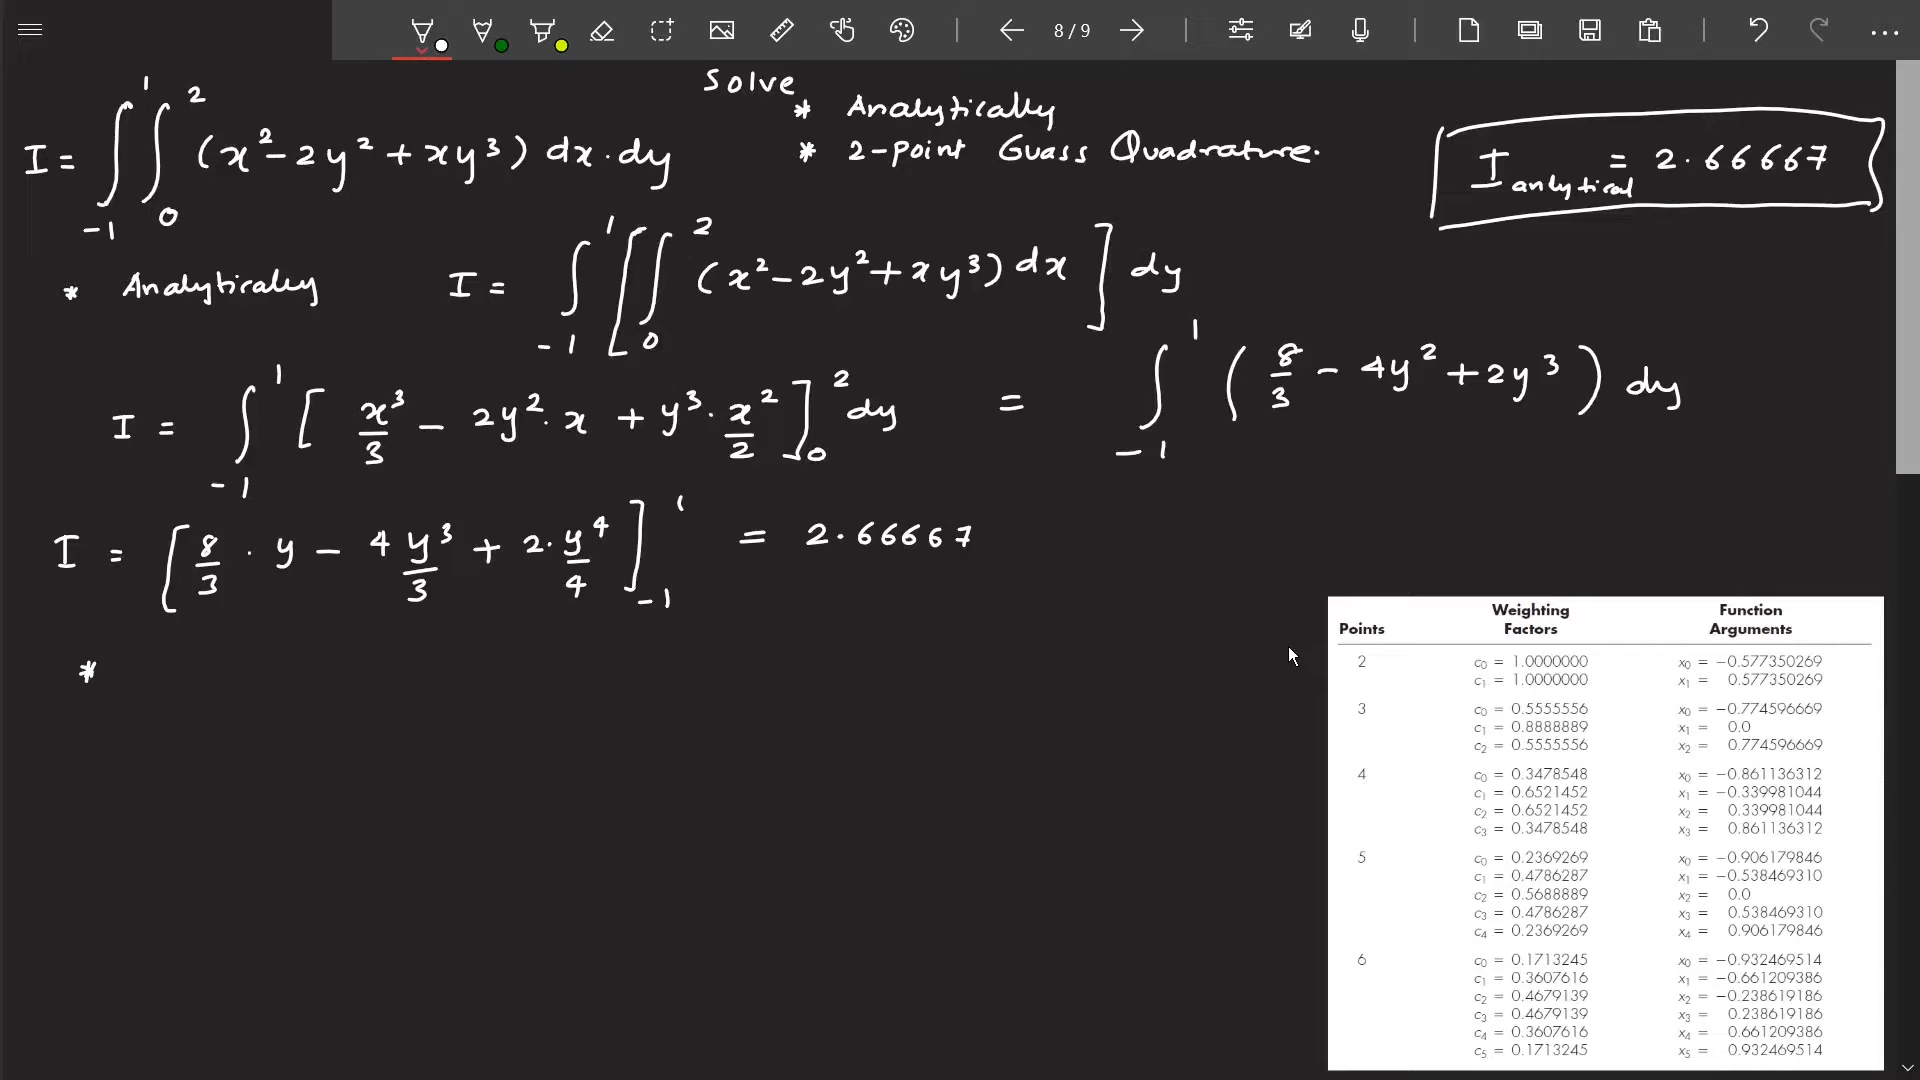 8 / 9
Solve
* Analytically
* 2-point Guass Quadrature.
I = ∫_{-1}^{1} ∫_{0}^{2} (x² - 2y² + xy³) dx·dy
I_{anlytical} = 2.66667
* Analytically I = ∫_{-1}^{1} [∫_{0}^{2} (x² - 2y² + xy³) dx] dy
I = ∫_{-1}^{1} [x³/3 - 2y²·x + y³·x²/2]_{0}^{2} dy = ∫_{-1}^{1} (8/3 - 4y² + 2y³) dy
I = [8/3 · y - 4 y³/3 + 2· y⁴/4]_{-1}^{1} = 2.66667
*
Points Weighting Factors Function Arguments
2 c₀ = 1.0000000 x₀ = −0.577350269
c₁ = 1.0000000 x₁ = 0.577350269
3 c₀ = 0.5555556 x₀ = −0.774596669
c₁ = 0.8888889 x₁ = 0.0
c₂ = 0.5555556 x₂ = 0.774596669
4 c₀ = 0.3478548 x₀ = −0.861136312
c₁ = 0.6521452 x₁ = −0.339981044
c₂ = 0.6521452 x₂ = 0.339981044
c₃ = 0.3478548 x₃ = 0.861136312
5 c₀ = 0.2369269 x₀ = −0.906179846
c₁ = 0.4786287 x₁ = −0.538469310
c₂ = 0.5688889 x₂ = 0.0
c₃ = 0.4786287 x₃ = 0.538469310
c₄ = 0.2369269 x₄ = 0.906179846
6 c₀ = 0.1713245 x₀ = −0.932469514
c₁ = 0.3607616 x₁ = −0.661209386
c₂ = 0.4679139 x₂ = −0.238619186
c₃ = 0.4679139 x₃ = 0.238619186
c₄ = 0.3607616 x₄ = 0.661209386
c₅ = 0.1713245 x₅ = 0.932469514